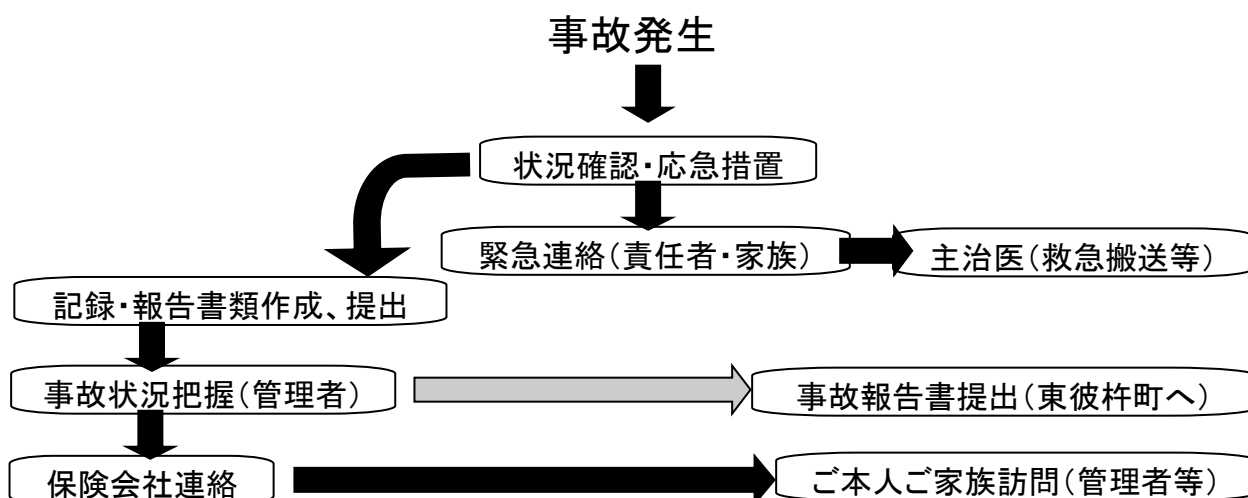 事故発生
状況確認・応急措置
緊急連絡（責任者・家族）
主治医（救急搬送等）
記録・報告書類作成、提出
事故状況把握（管理者）
事故報告書提出（東彼杵町へ）
保険会社連絡
ご本人ご家族訪問（管理者等）